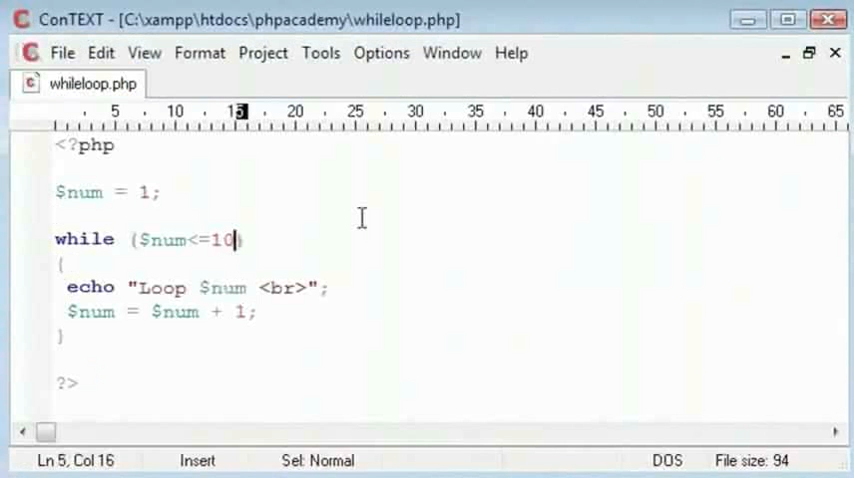 ConTEXT - [C:\xampp\htdocs\phpacademy\whileloop.php]
File Edit View Format Project Tools Options Window Help
whileloop.php
5 10 15 20 25 30 35 40 45 50 55 60 65
<?php
$num = 1;
while ($num<=10)
{
echo "Loop $num <br>";
$num = $num + 1;
}
?>
Ln 5, Col 16 Insert Sel: Normal DOS File size: 94